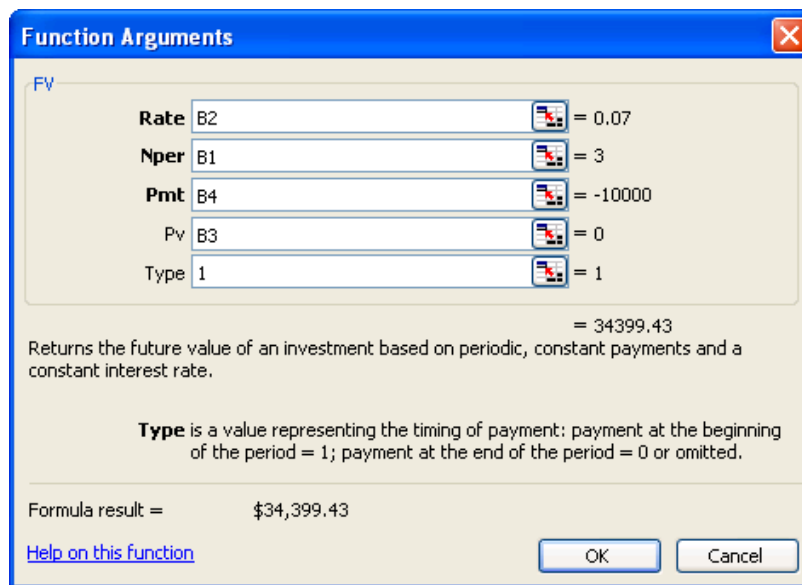 Function Arguments
FV
Rate B2 = 0.07
Nper B1 = 3
Pmt B4 = -10000
Pv B3 = 0
Type 1 = 1
= 34399.43
Returns the future value of an investment based on periodic, constant payments and a
constant interest rate.
Type is a value representing the timing of payment: payment at the beginning
of the period = 1; payment at the end of the period = 0 or omitted.
Formula result = $34,399.43
Help on this function OK Cancel